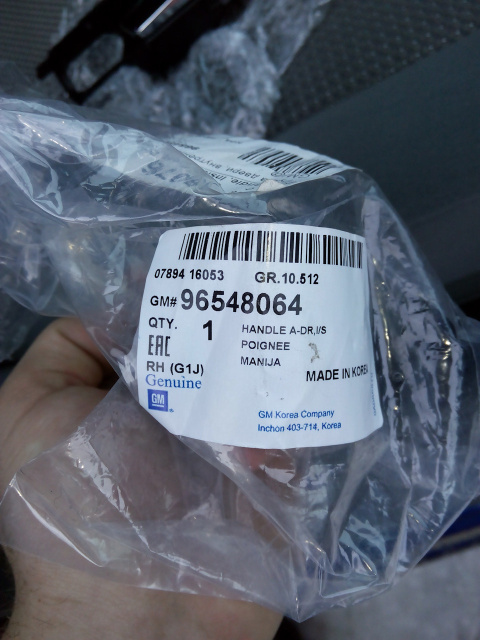 07894 16053 GR.10.512
GM# 96548064
QTY. 1 HANDLE A-DR,I/S
EAC POIGNEE
MANIJA
RH (G1J) MADE IN KOREA
Genuine
GM
GM Korea Company
Inchon 403-714, Korea